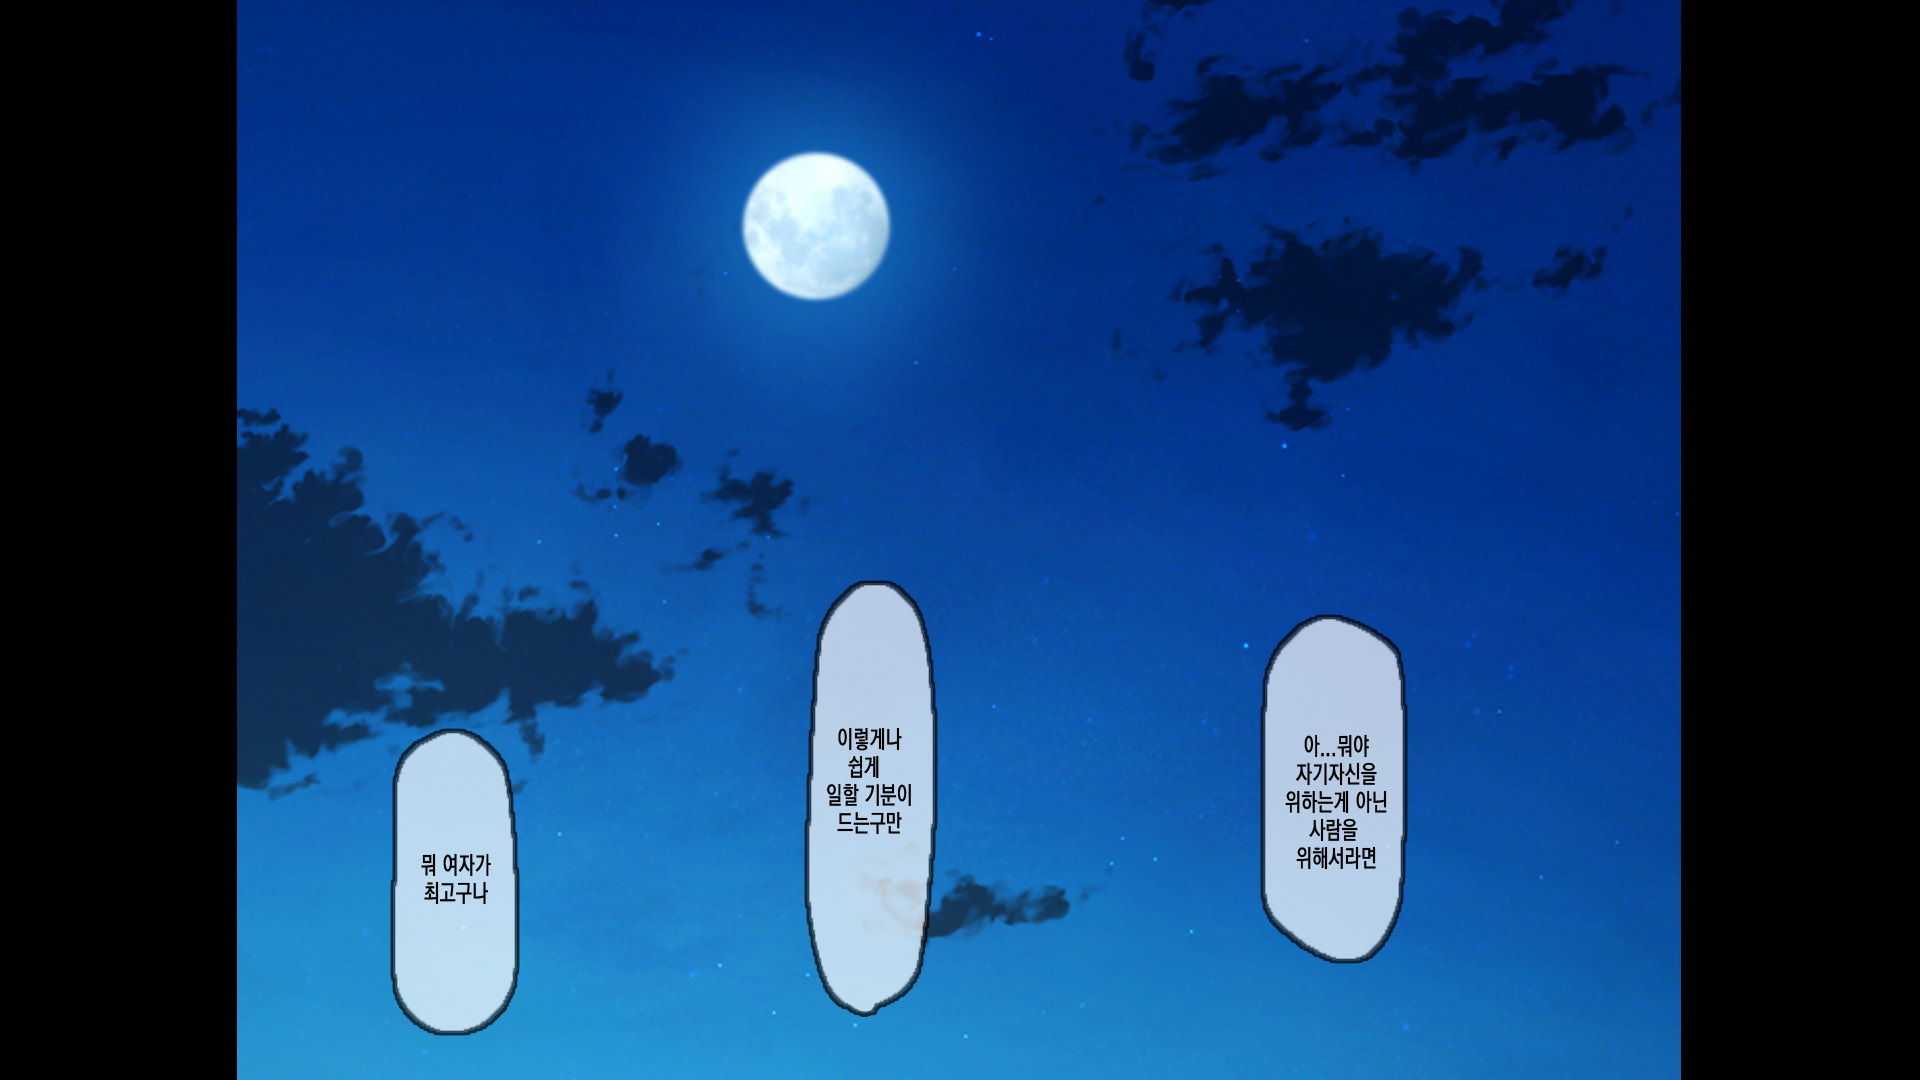 아...뭐야
자기자신을
위하는게 아닌
사람을
위해서라면
이렇게나
쉽게
일할 기분이
드는구만
뭐 여자가
최고구나